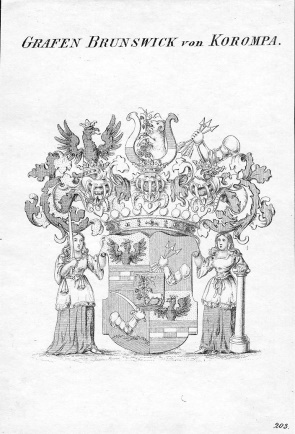 GRAFEN BRUNSWICK von KOROMPA.
203.